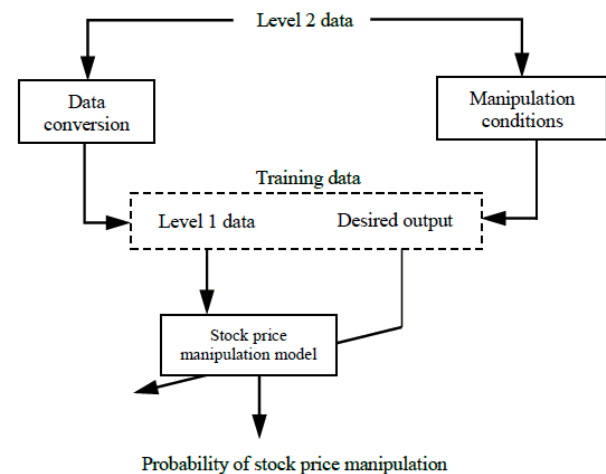 Level 2 data
Data
conversion
Manipulation
conditions
Training data
Level 1 data
Desired output
Stock price
manipulation model
Probability of stock price manipulation